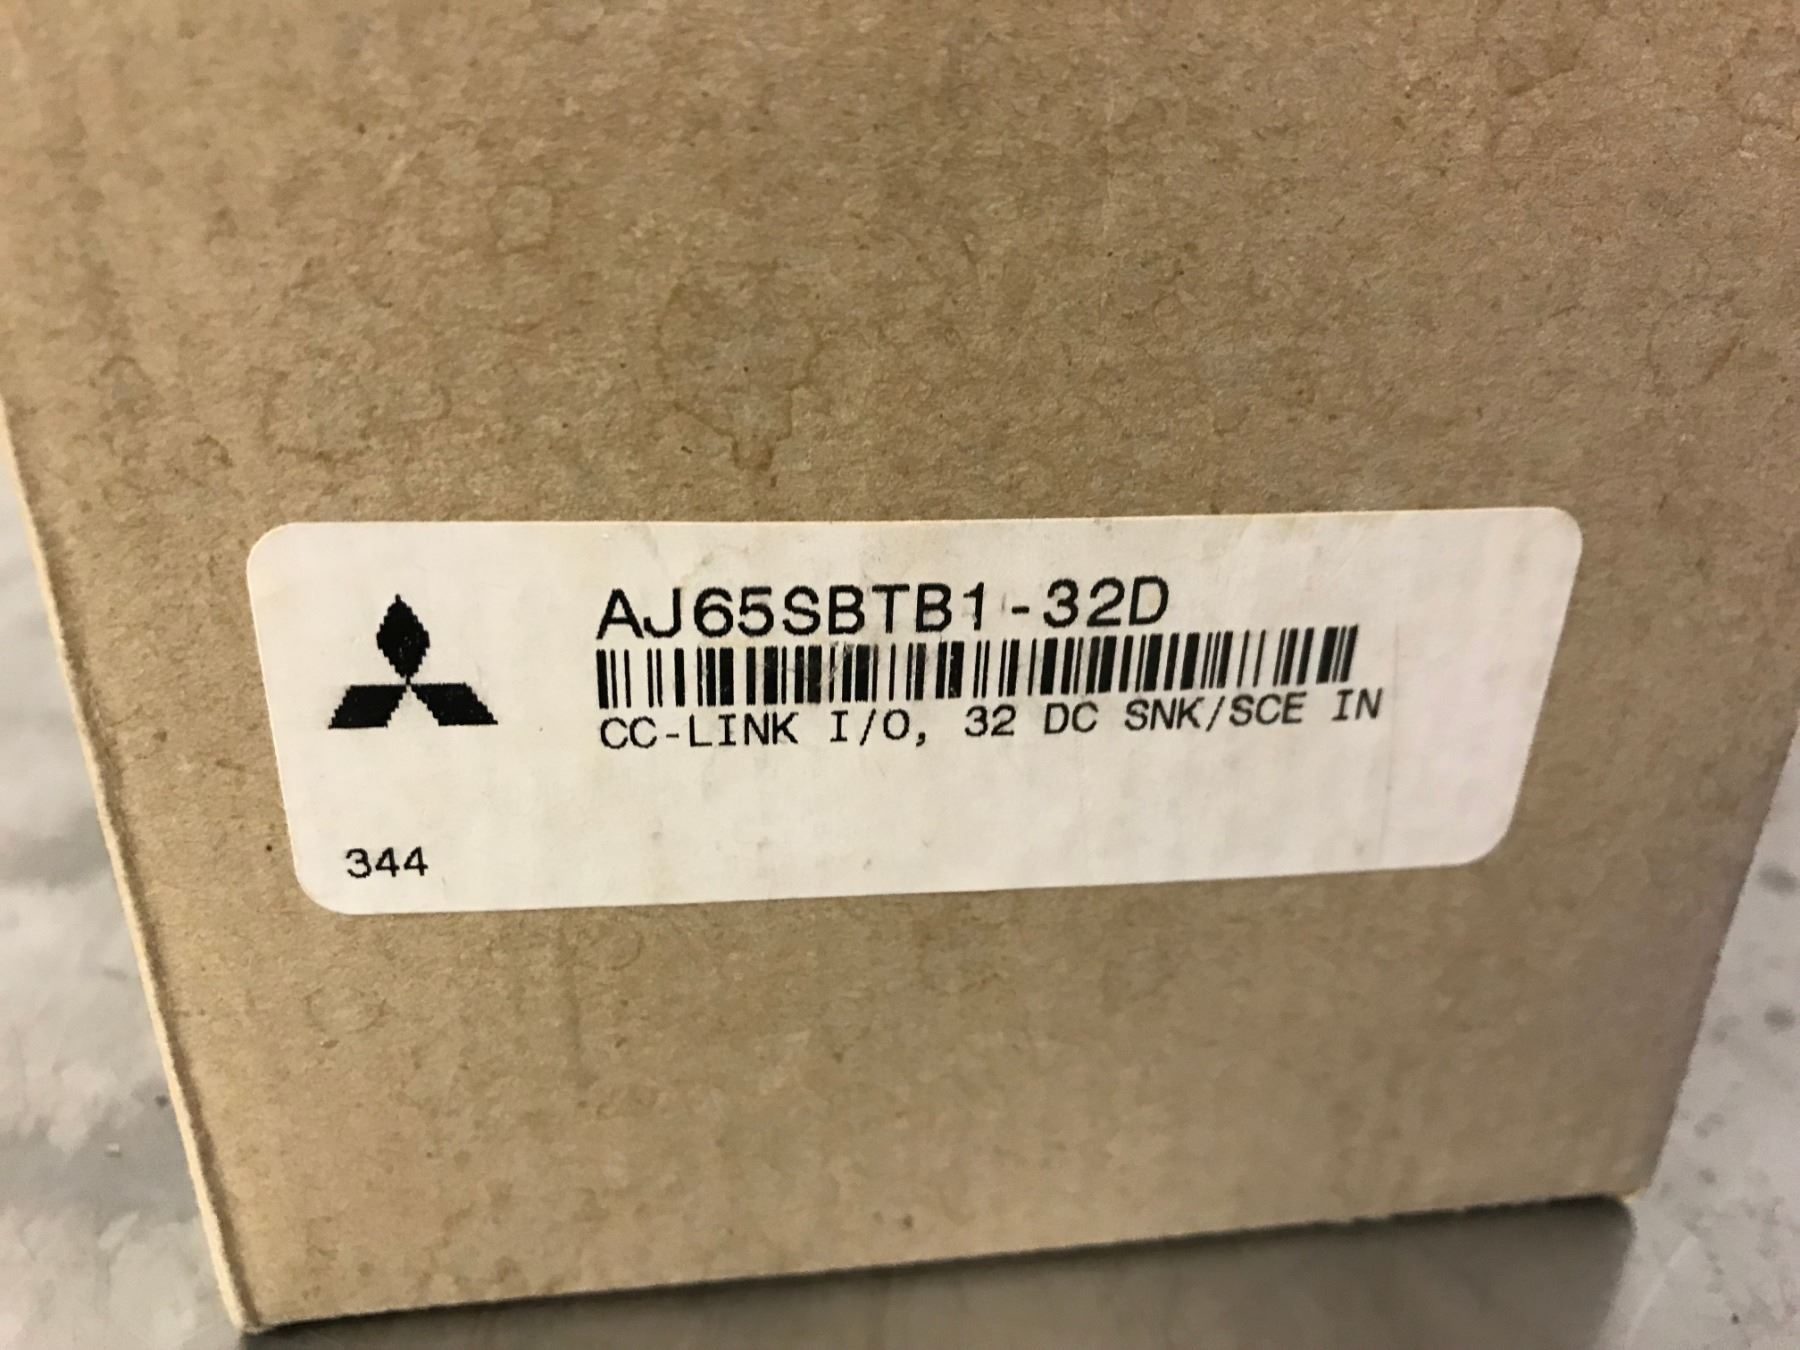 AJ65SBTB1-32D
CC-LINK I/O, 32 DC SNK/SCE IN
344